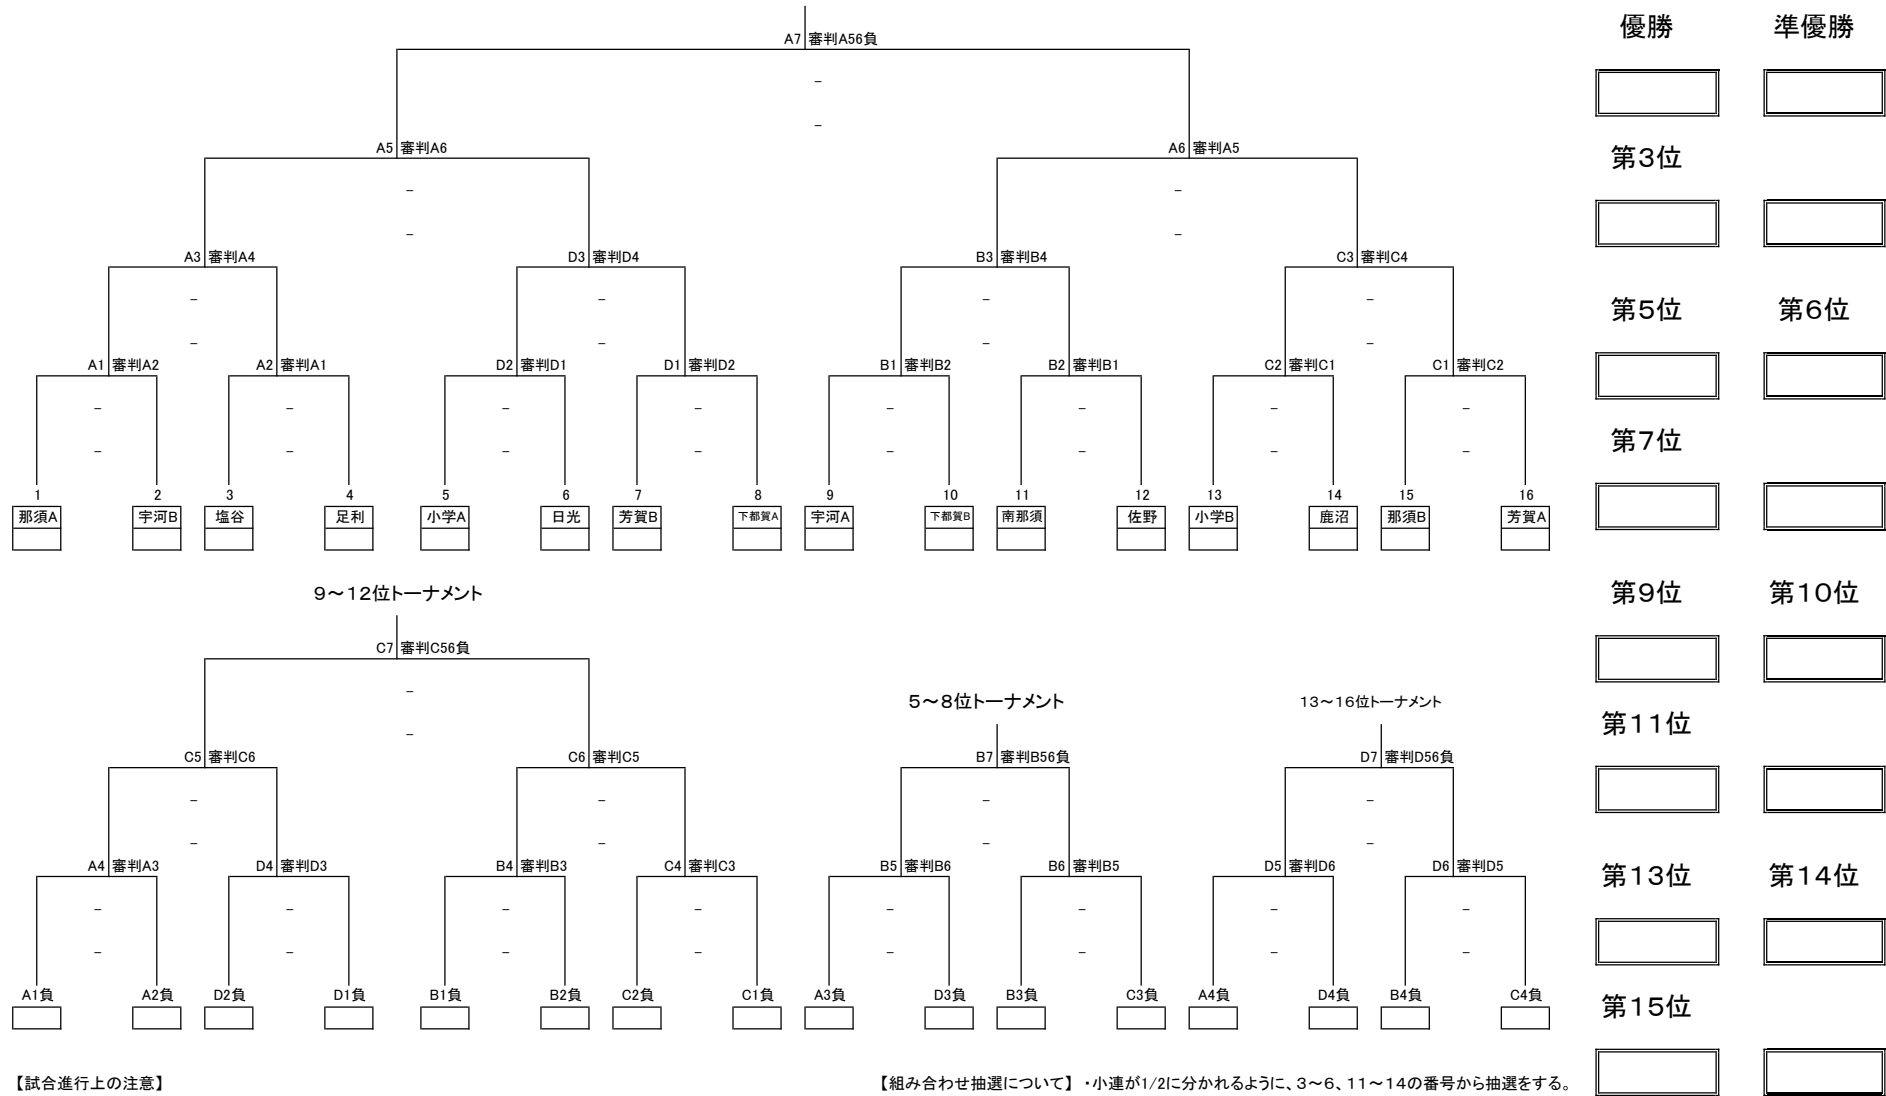 優勝 準優勝
A7 審判A56負
－
－
A5 審判A6 A6 審判A5
第3位
－ －
－ －
A3 審判A4 D3 審判D4 B3 審判B4 C3 審判C4
－ － － －
第5位 第6位
－ － － －
A1 審判A2 A2 審判A1 D2 審判D1 D1 審判D2 B1 審判B2 B2 審判B1 C2 審判C1 C1 審判C2
－ － － － － － － －
第7位
－ － － － － － － －
1 2 3 4 5 6 7 8 9 10 11 12 13 14 15 16
那須A 宇河B 塩谷 足利 小学A 日光 芳賀B 下都賀A 宇河A 下都賀B 南那須 佐野 小学B 鹿沼 那須B 芳賀A
9～12位トーナメント
第9位 第10位
C7 審判C56負
－
5～8位トーナメント 13～16位トーナメント
第11位
－
C5 審判C6 C6 審判C5 B7 審判B56負 D7 審判D56負
－ － － －
－ － － －
A4 審判A3 D4 審判D3 B4 審判B3 C4 審判C3 B5 審判B6 B6 審判B5 D5 審判D6 D6 審判D5
第13位 第14位
－ － － － － － － －
－ － － － － － － －
A1負 A2負 D2負 D1負 B1負 B2負 C2負 C1負 A3負 D3負 B3負 C3負 A4負 D4負 B4負 C4負
第15位
【試合進行上の注意】 【組み合わせ抽選について】 ・小連が1/2に分かれるように、3～6、11～14の番号から抽選をする。